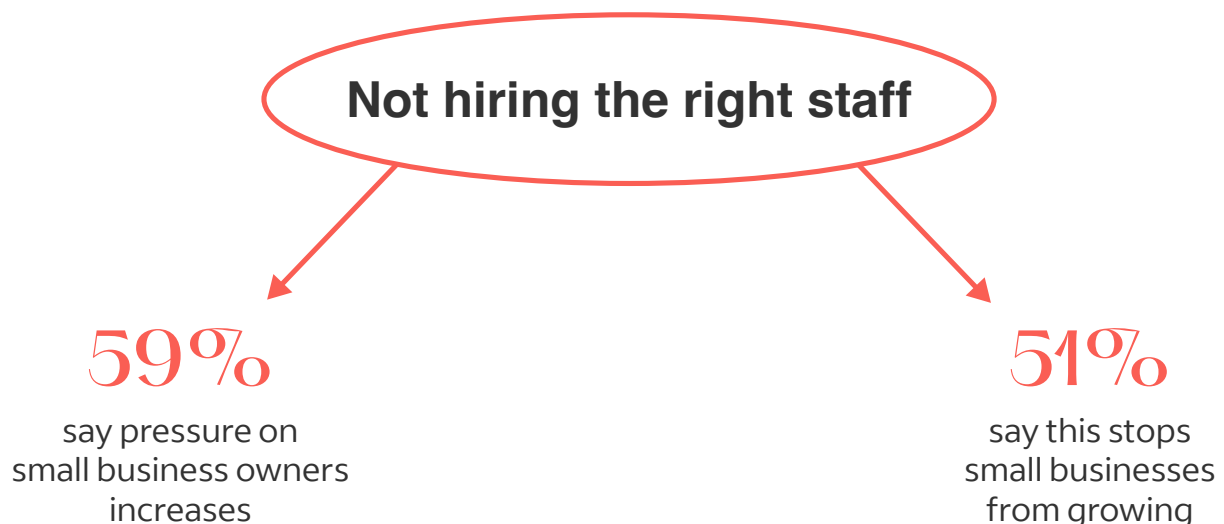 Not hiring the right staff
59%
say pressure on
small business owners
increases
51%
say this stops
small businesses
from growing